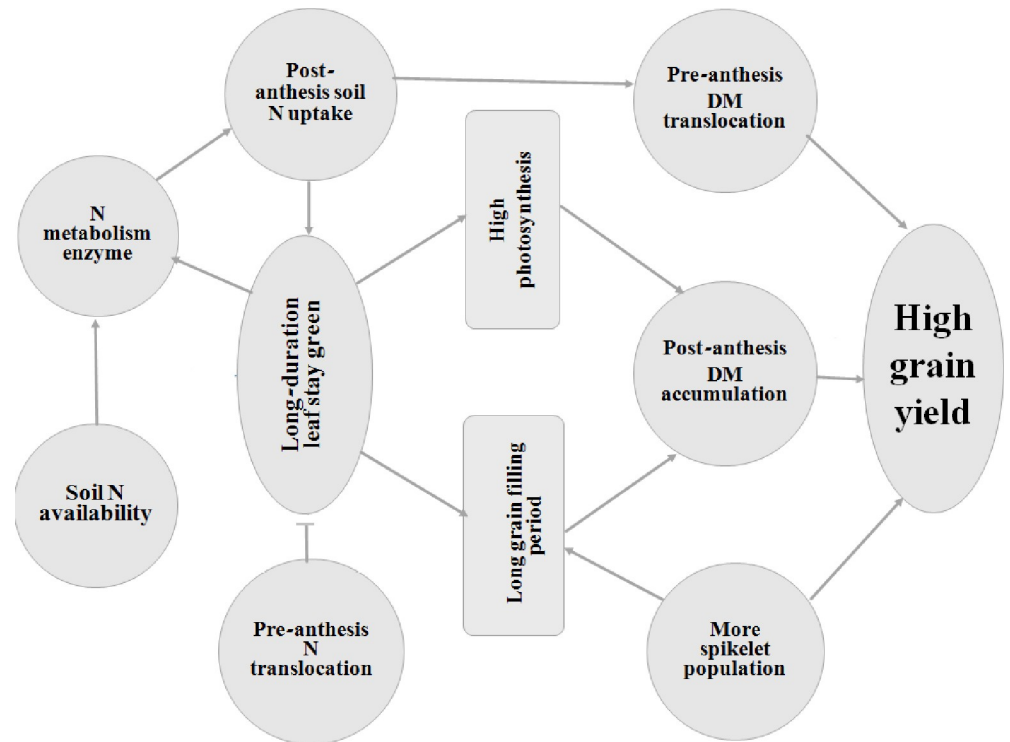 Post-
anthesis soil
N uptake
Pre-anthesis
DM
translocation
N
metabolism
enzyme
High
photosynthesis
Long-duration
leaf stay green
High
grain
yield
Post-anthesis
DM
accumulation
Soil N
availability
Long grain filling
period
Pre-anthesis
N
translocation
More
spikelet
population